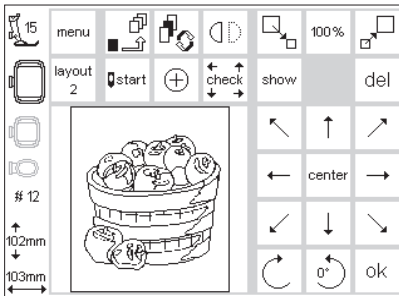 15
menu
100%
layout
2
start
check
show
del
center
# 12
102mm
103mm
0°
ok